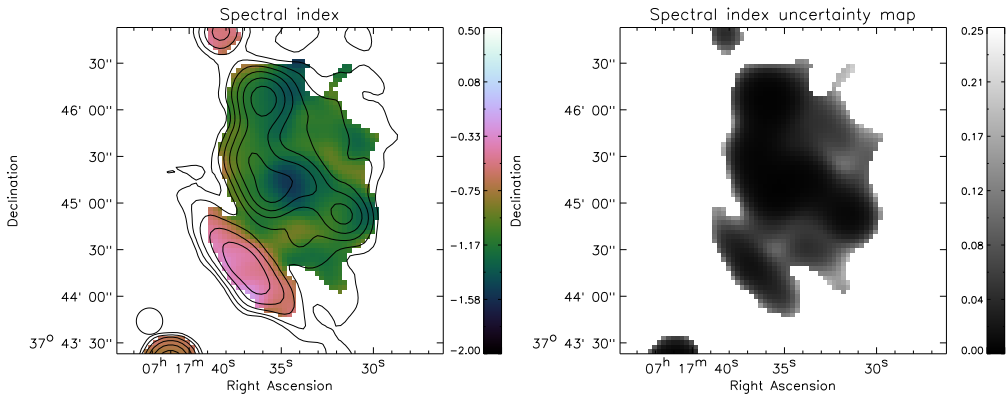 Spectral index
Declination
30''
46' 00''
30''
45' 00''
30''
44' 00''
37° 43' 30''
07h 17m 40s 35s 30s
Right Ascension
0.50
0.08
−0.33
−0.75
−1.17
−1.58
−2.00
Spectral index uncertainty map
Declination
30''
46' 00''
30''
45' 00''
30''
44' 00''
37° 43' 30''
07h 17m 40s 35s 30s
Right Ascension
0.25
0.21
0.17
0.12
0.08
0.04
0.00